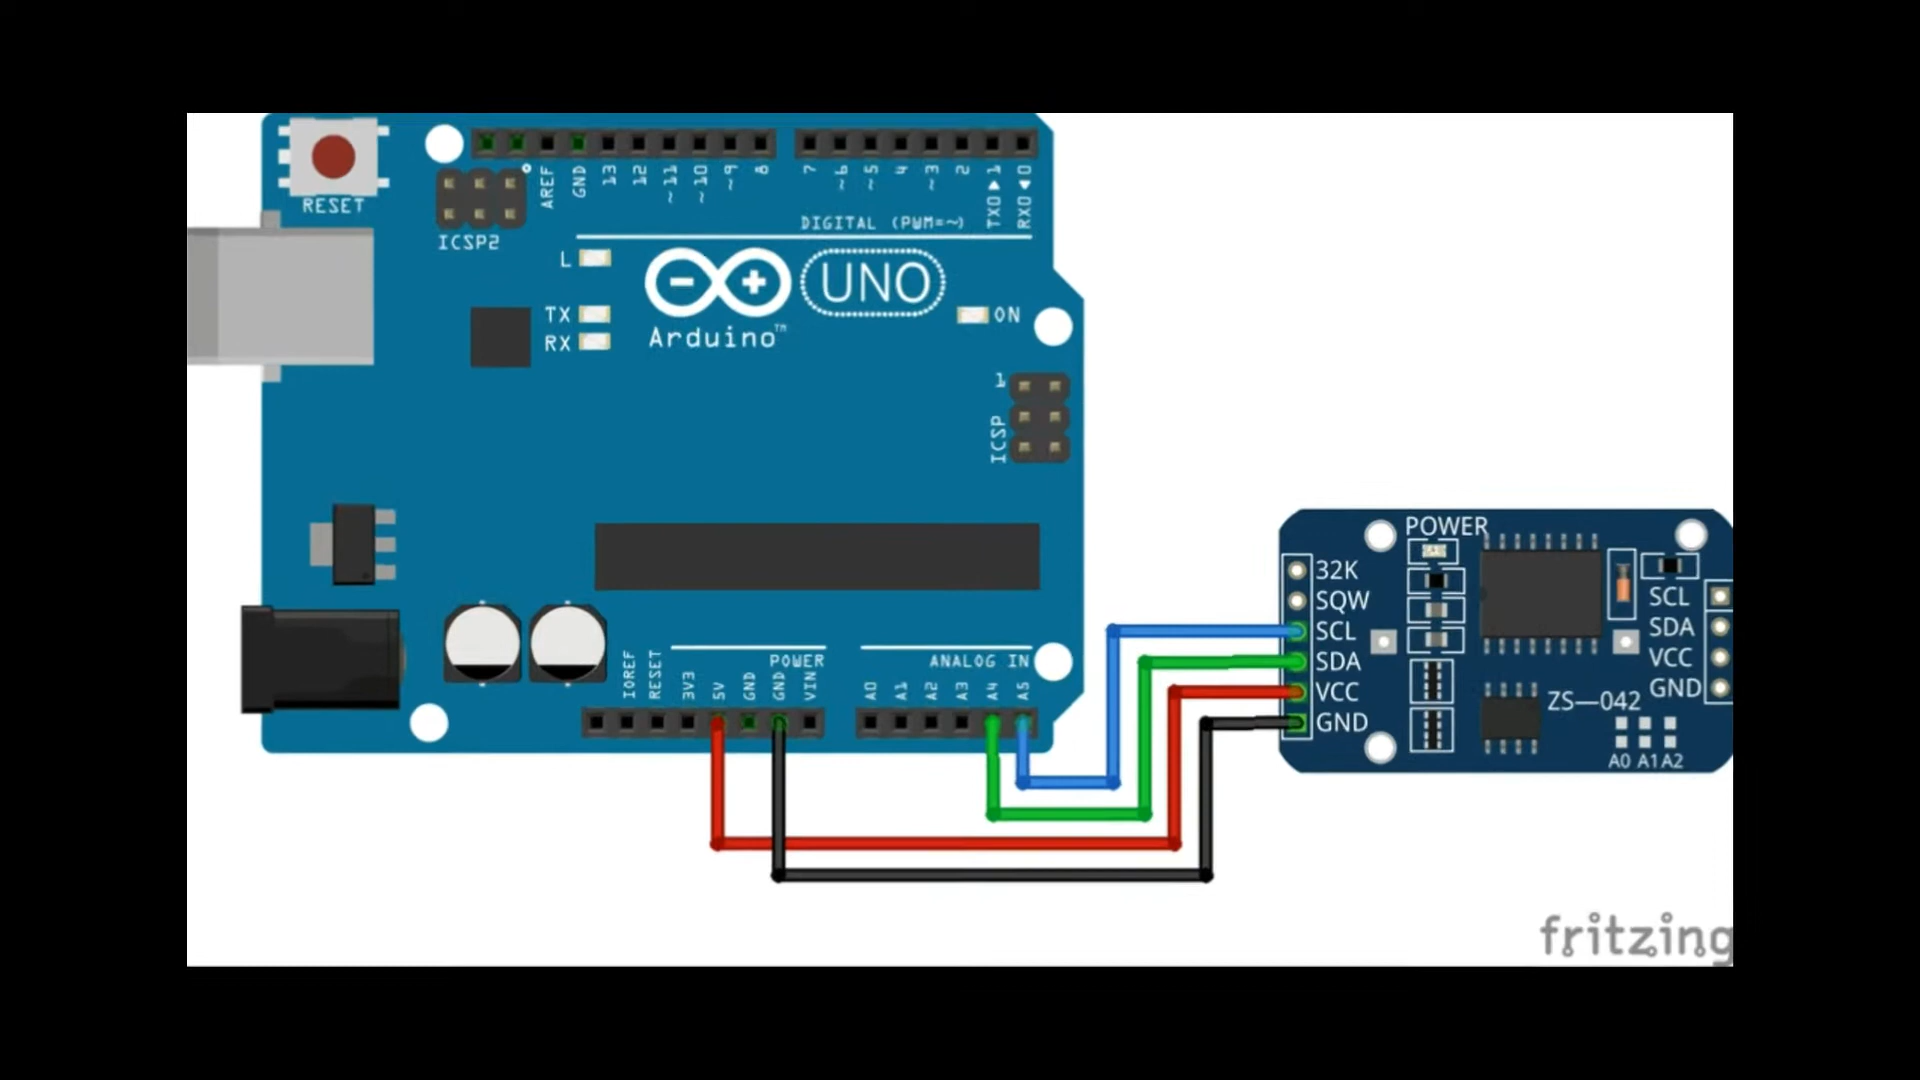 RESET
ICSP2
AREF
GND
13
12
~11
~10
~9
8
7
~6
~5
4
~3
2
TX0▶1
RX0◀0
DIGITAL (PWM=~)
L
TX
RX
Arduino™
UNO
ON
1
ICSP
IOREF
RESET
3V3
5V
GND
GND
VIN
POWER
ANALOG IN
A0
A1
A2
A3
A4
A5
POWER
32K
SQW
SCL
SDA
VCC
GND
SCL
SDA
VCC
GND
ZS—042
A0 A1 A2
fritzing